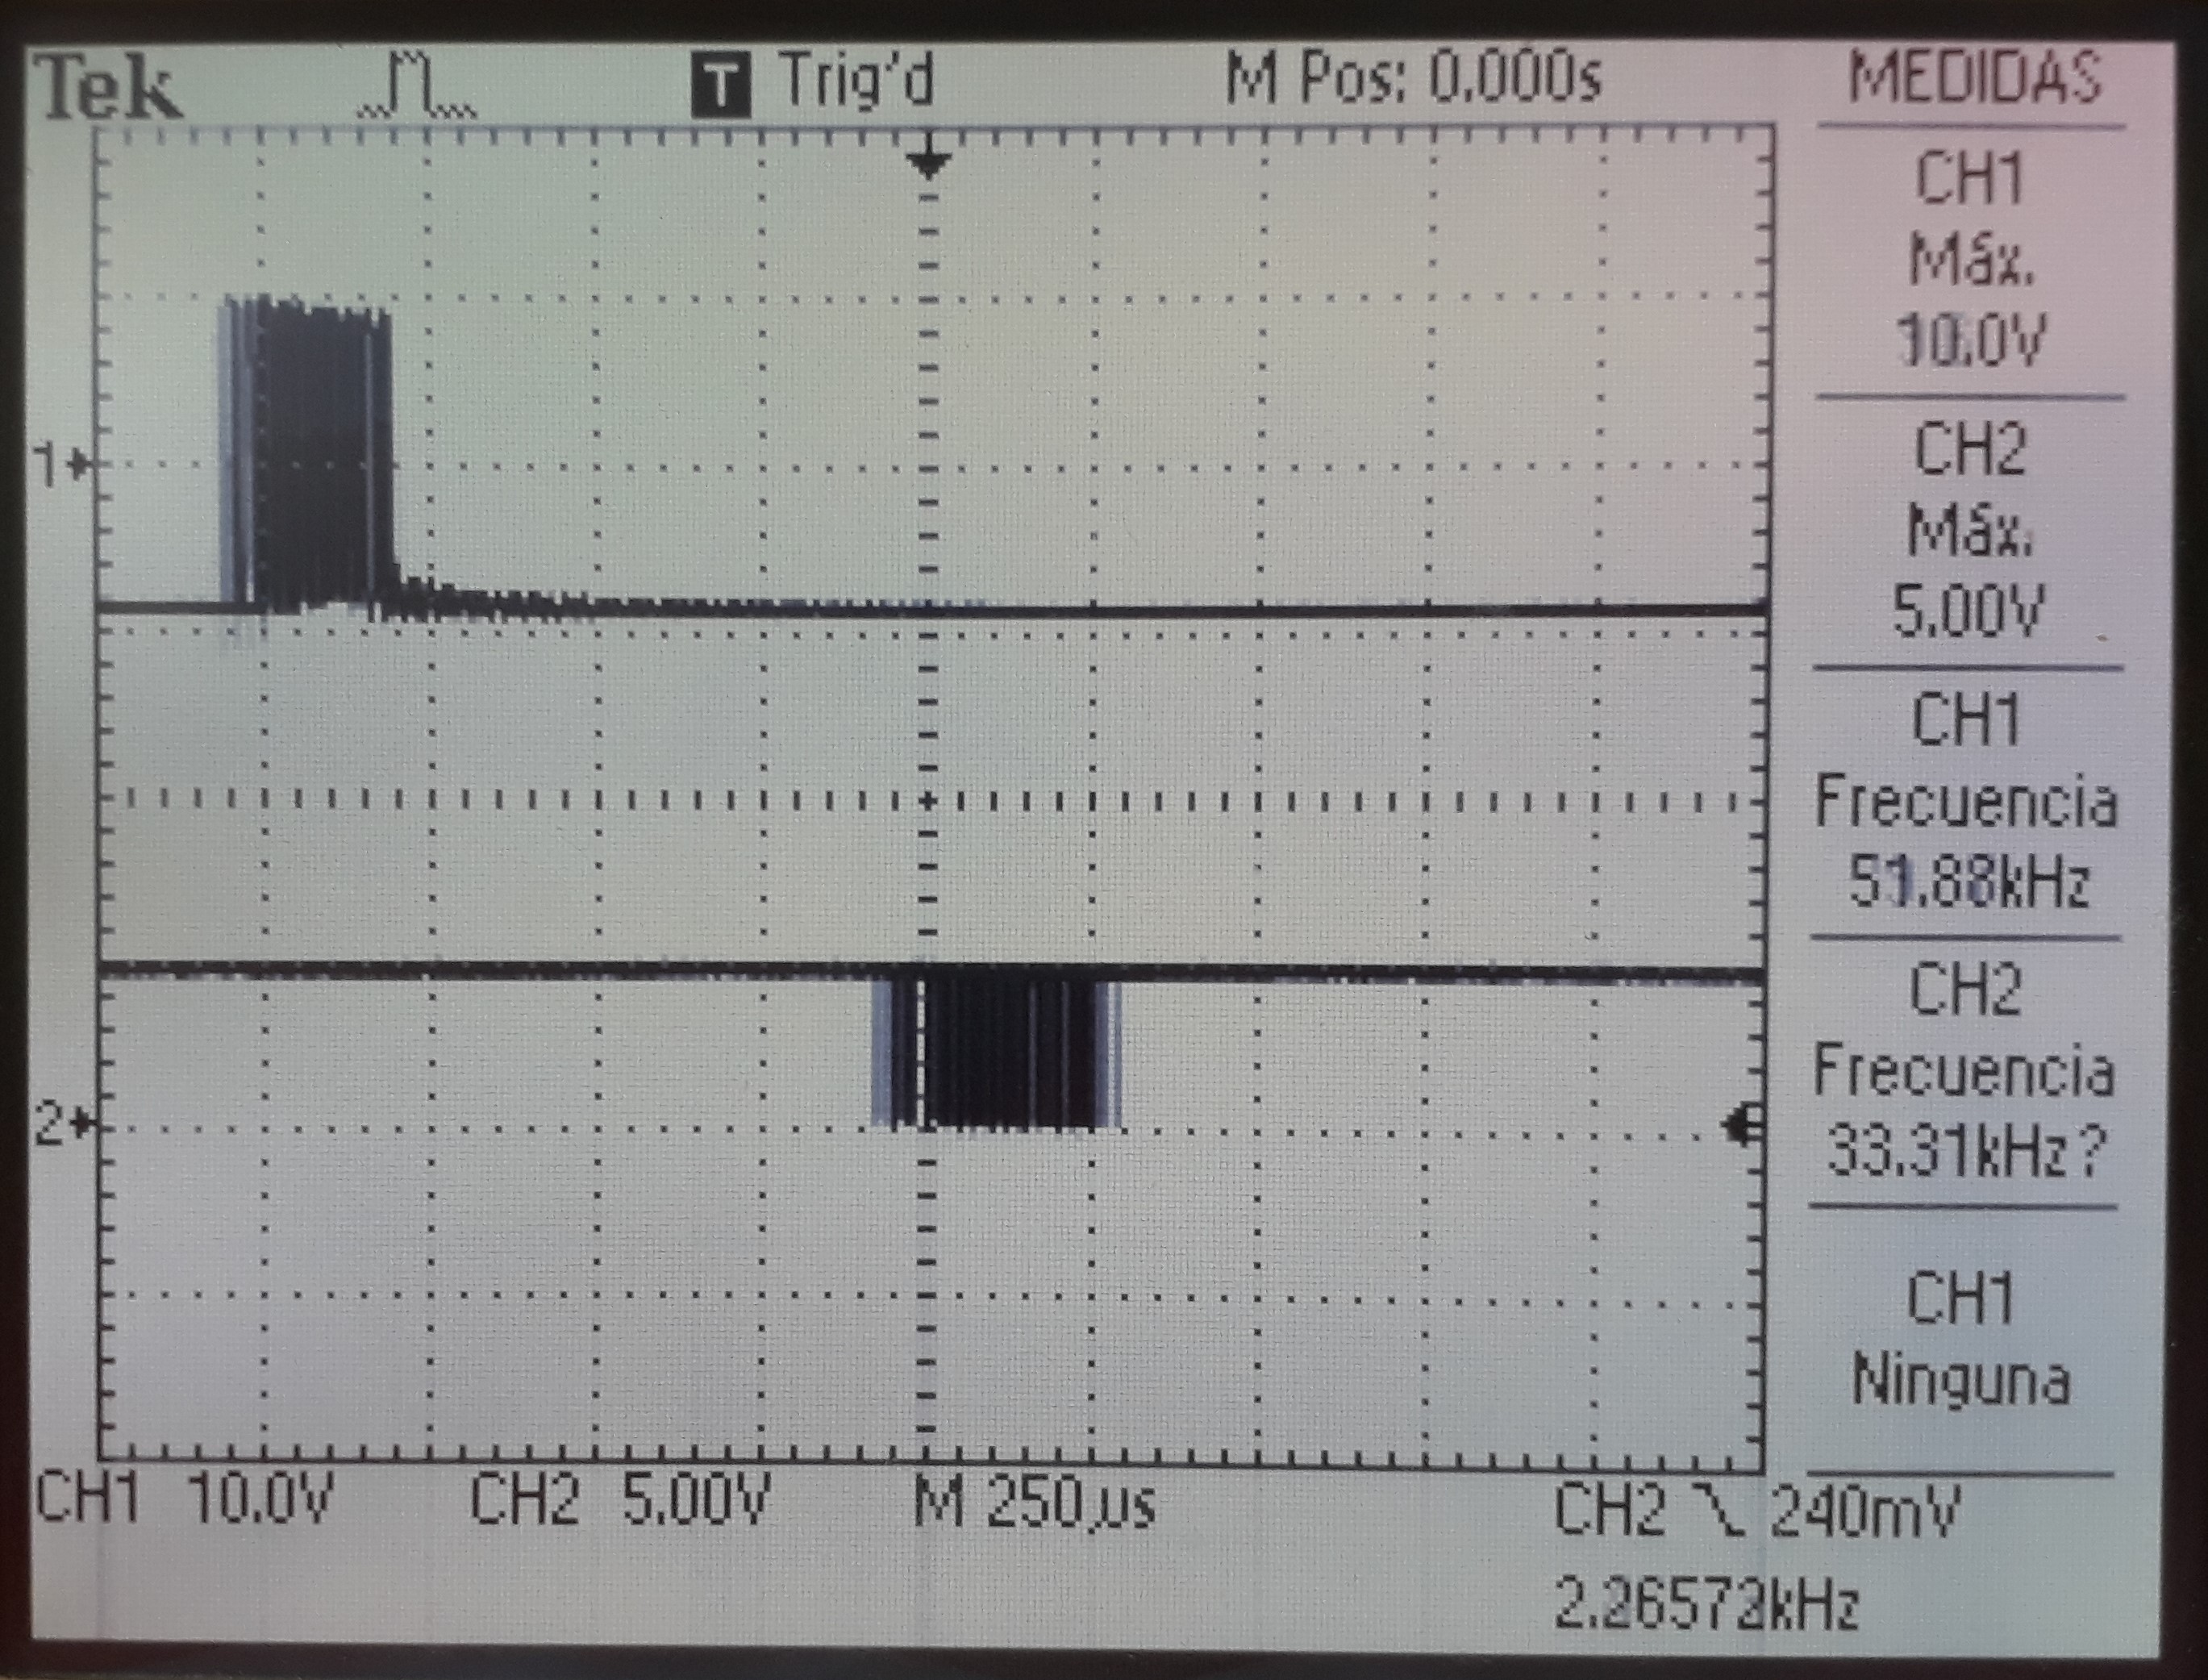 Tek T Trig'd M Pos: 0.000s MEDIDAS
CH1
Máx.
10.0V
CH2
Máx.
5.00V
CH1
Frecuencia
51.88kHz
CH2
Frecuencia
33.31kHz?
CH1
Ninguna
1
2
CH1 10.0V CH2 5.00V M 250µs CH2 240mV
2.26572kHz